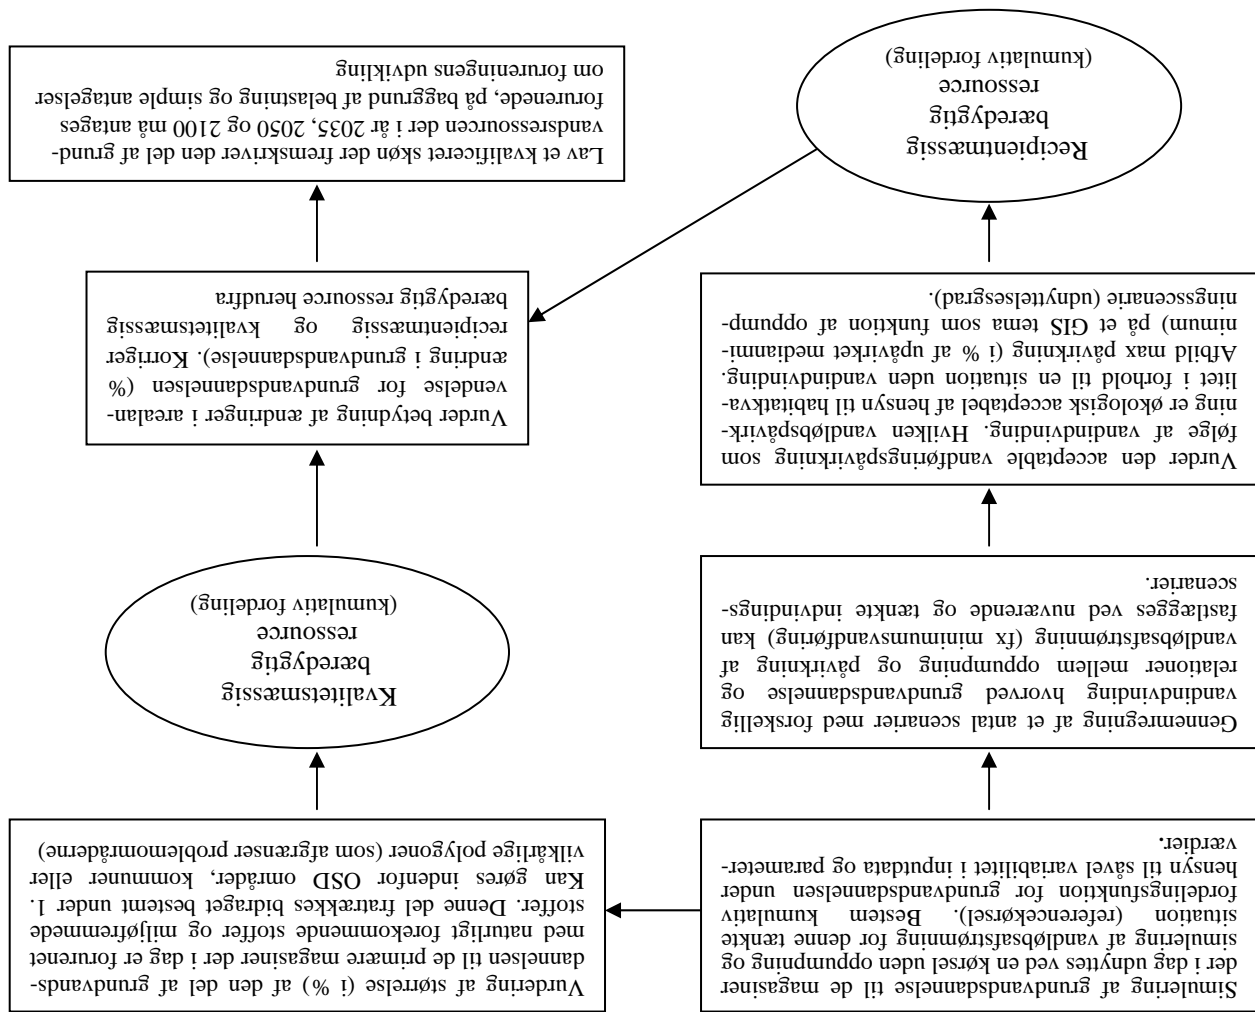 Simulering af grundvandsdannelse til de magasiner
der i dag udnyttes ved en kørsel uden oppumpning og
simulering af vandløbsafstrømning for denne tænkte
situation (referencekørsel). Bestem kumulativ
fordelingsfunktion for grundvandsdannelsen under
hensyn til såvel variabilitet i inputdata og parameter-
værdier.
Vurdering af størrelse (i %) af den del af grundvands-
dannelsen til de primære magasiner der i dag er forurenet
med naturligt forekommende stoffer og miljøfremmede
stoffer. Denne del fratrækkes bidraget bestemt under 1.
Kan gøres indenfor OSD områder, kommuner eller
vilkårlige polygoner (som afgrænser problemområderne)
Gennemregning af et antal scenarier med forskellig
vandindvinding hvorved grundvandsdannelse og
relationer mellem oppumpning og påvirkning af
vandløbsafstrømning (fx minimumsvandføring) kan
fastlægges ved nuværende og tænkte indvindings-
scenarier.
Kvalitetsmæssig
bæredygtig
ressource
(kumulativ fordeling)
Vurder den acceptable vandføringspåvirkning som
følge af vandindvinding. Hvilken vandløbspåvirk-
ning er økologisk acceptabel af hensyn til habitatkva-
litet i forhold til en situation uden vandindvinding.
Afbild max påvirkning (i % af upåvirket medianmi-
nimum) på et GIS tema som funktion af oppump-
ningsscenarie (udnyttelsesgrad).
Vurder betydning af ændringer i arealan-
vendelse for grundvandsdannelsen (%
ændring i grundvandsdannelse). Korriger
recipientmæssig og kvalitetsmæssig
bæredygtig ressource herudfra
Recipientmæssig
bæredygtig
ressource
(kumulativ fordeling)
Lav et kvalificeret skøn der fremskriver den del af grund-
vandsressourcen der i år 2035, 2050 og 2100 må antages
forurenede, på baggrund af belastning og simple antagelser
om forureningens udvikling